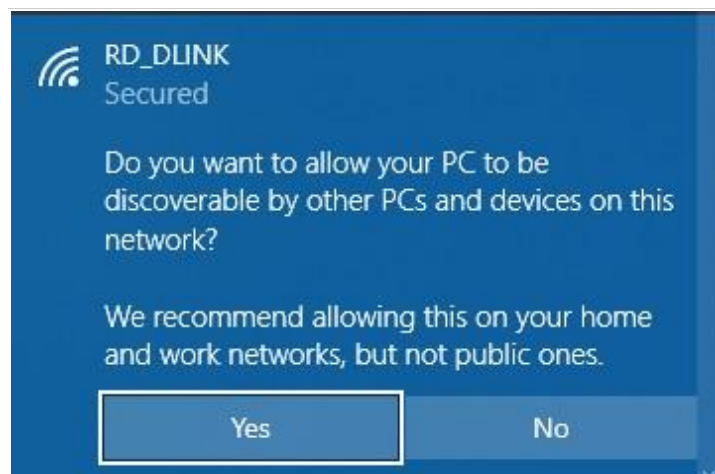 RD_DLINK
Secured
Do you want to allow your PC to be
discoverable by other PCs and devices on this
network?
We recommend allowing this on your home
and work networks, but not public ones.
Yes
No